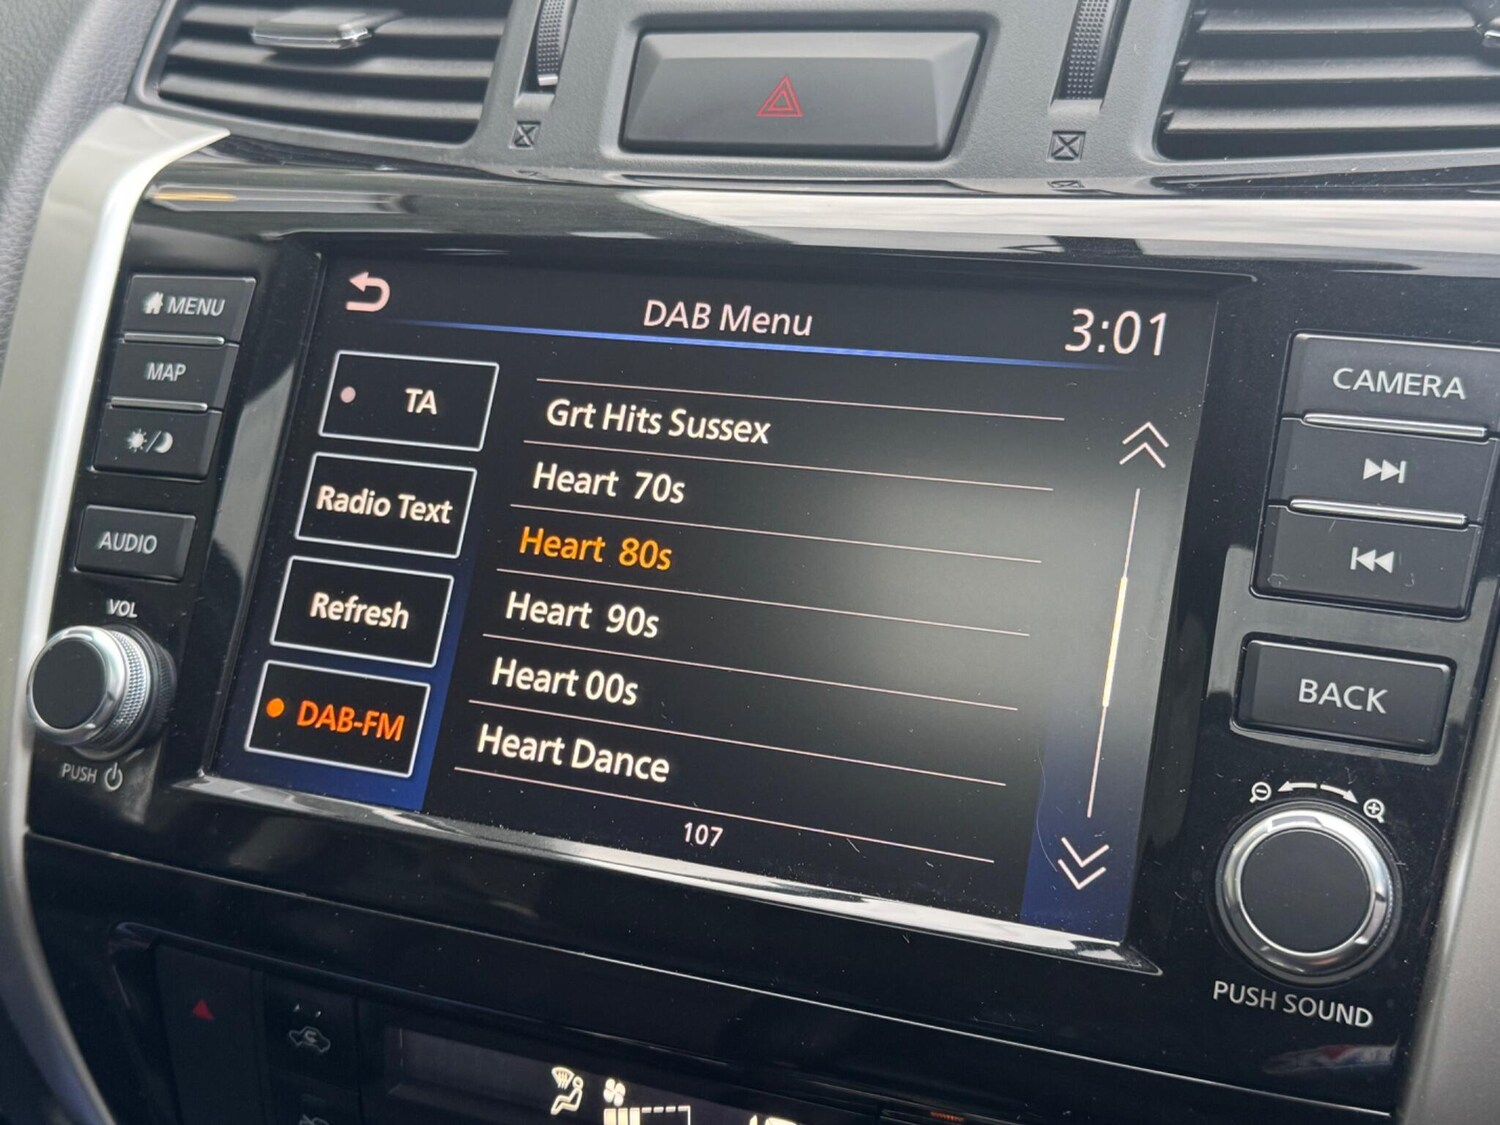 MENU
MAP
AUDIO
VOL
PUSH
DAB Menu
3:01
TA
Radio Text
Refresh
DAB-FM
Grt Hits Sussex
Heart 70s
Heart 80s
Heart 90s
Heart 00s
Heart Dance
107
CAMERA
BACK
PUSH SOUND